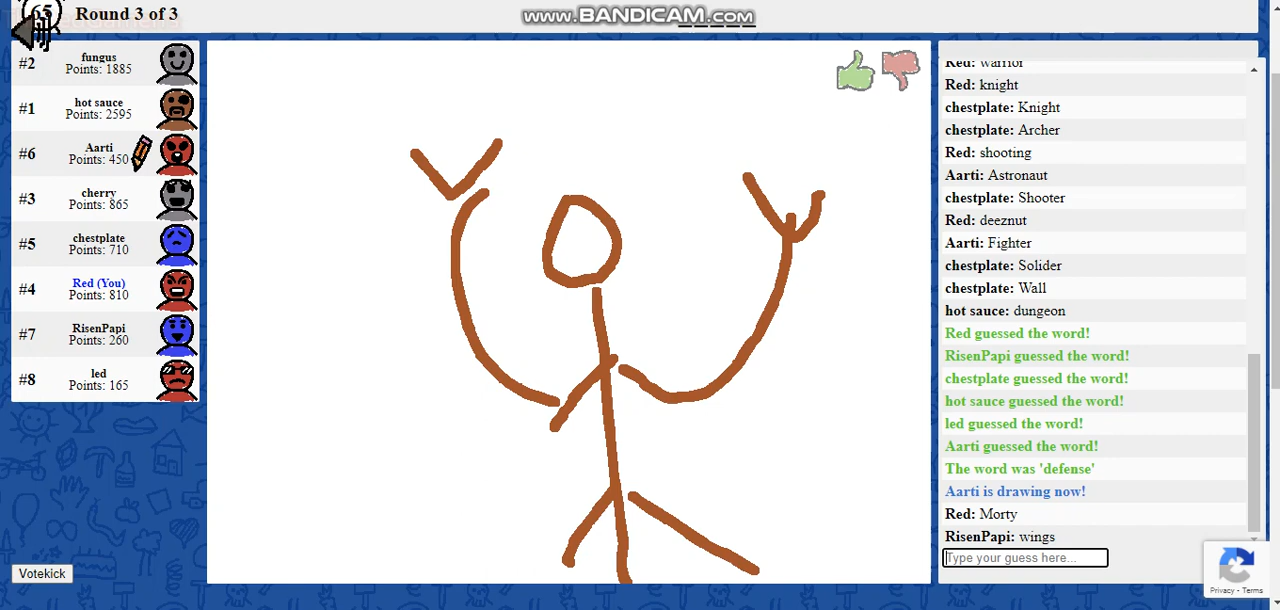 65
Round 3 of 3
www.BANDICAM.com
#2 fungus
Points: 1885
#1 hot sauce
Points: 2595
#6 Aarti
Points: 450
#3 cherry
Points: 865
#5 chestplate
Points: 710
#4 Red (You)
Points: 810
#7 RisenPapi
Points: 260
#8 led
Points: 165
Votekick
Red: warrior
Red: knight
chestplate: Knight
chestplate: Archer
Red: shooting
Aarti: Astronaut
chestplate: Shooter
Red: deeznut
Aarti: Fighter
chestplate: Solider
chestplate: Wall
hot sauce: dungeon
Red guessed the word!
RisenPapi guessed the word!
chestplate guessed the word!
hot sauce guessed the word!
led guessed the word!
Aarti guessed the word!
The word was 'defense'
Aarti is drawing now!
Red: Morty
RisenPapi: wings
Type your guess here...
Privacy - Terms